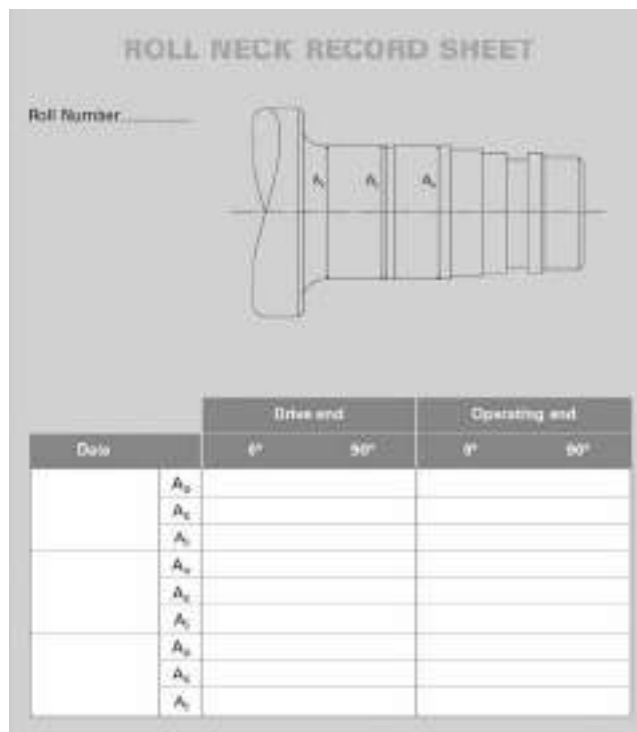 ROLL NECK RECORD SHEET
Roll Number
Drive end Operating end
Date 0° 90° 0° 90°
A
A
A
A
A
A
A
A
A
A
A
A